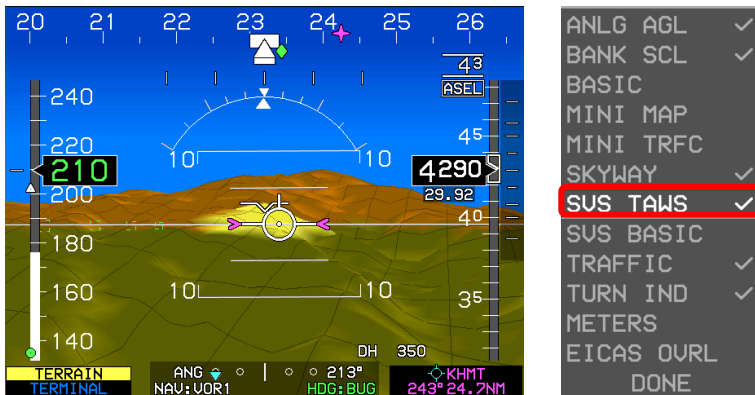 20 21 22 23 24 25 26
43
ASEL
240
45
220
10 10
210
4290
29.92
200
40
180
160
10 10
35
140
DH 350
TERRAIN
TERMINAL
ANG 213°
NAV:VOR1 HDG:BUG
KHMT
243° 24.7NM
ANLG AGL ✓
BANK SCL ✓
BASIC
MINI MAP
MINI TRFC
SKYWAY ✓
SVS TAWS ✓
SVS BASIC
TRAFFIC ✓
TURN IND ✓
METERS
EICAS OVRL
DONE